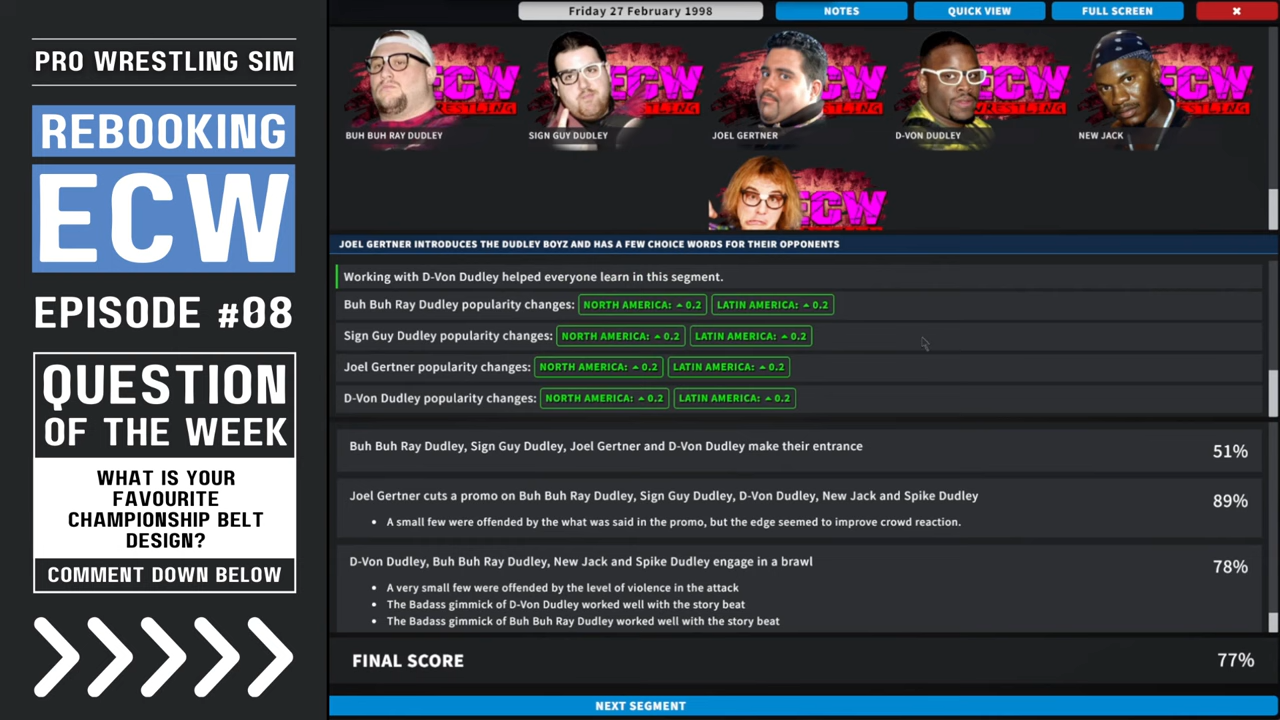 PRO WRESTLING SIM
REBOOKING
ECW
EPISODE #08
QUESTION
OF THE WEEK
WHAT IS YOUR
FAVOURITE
CHAMPIONSHIP BELT
DESIGN?
COMMENT DOWN BELOW
Friday 27 February 1998
NOTES
QUICK VIEW
FULL SCREEN
BUH BUH RAY DUDLEY
SIGN GUY DUDLEY
JOEL GERTNER
D-VON DUDLEY
NEW JACK
JOEL GERTNER INTRODUCES THE DUDLEY BOYZ AND HAS A FEW CHOICE WORDS FOR THEIR OPPONENTS
Working with D-Von Dudley helped everyone learn in this segment.
Buh Buh Ray Dudley popularity changes: NORTH AMERICA: 0.2 LATIN AMERICA: 0.2
Sign Guy Dudley popularity changes: NORTH AMERICA: 0.2 LATIN AMERICA: 0.2
Joel Gertner popularity changes: NORTH AMERICA: 0.2 LATIN AMERICA: 0.2
D-Von Dudley popularity changes: NORTH AMERICA: 0.2 LATIN AMERICA: 0.2
Buh Buh Ray Dudley, Sign Guy Dudley, Joel Gertner and D-Von Dudley make their entrance 51%
Joel Gertner cuts a promo on Buh Buh Ray Dudley, Sign Guy Dudley, D-Von Dudley, New Jack and Spike Dudley 89%
• A small few were offended by the what was said in the promo, but the edge seemed to improve crowd reaction.
D-Von Dudley, Buh Buh Ray Dudley, New Jack and Spike Dudley engage in a brawl 78%
• A very small few were offended by the level of violence in the attack
• The Badass gimmick of D-Von Dudley worked well with the story beat
• The Badass gimmick of Buh Buh Ray Dudley worked well with the story beat
FINAL SCORE 77%
NEXT SEGMENT